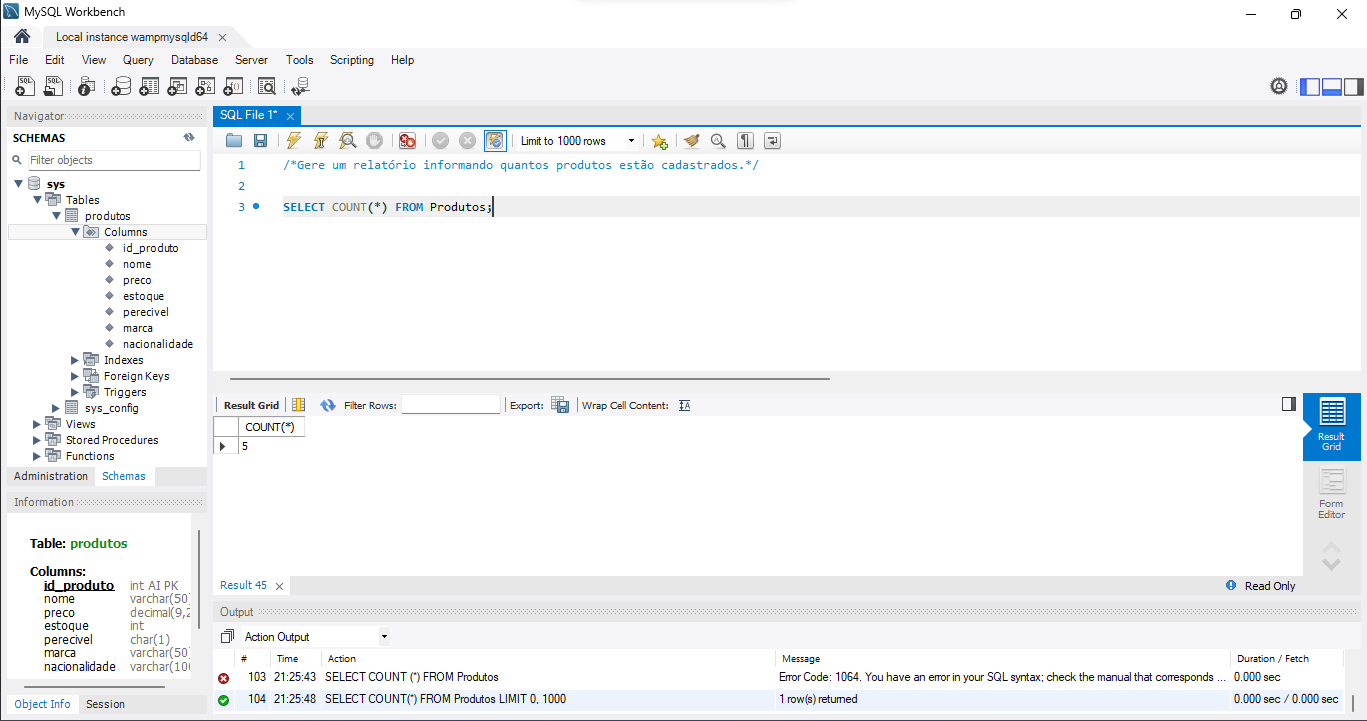 MySQL Workbench
Local instance wampmysqld64
File Edit View Query Database Server Tools Scripting Help
Navigator
SCHEMAS
Filter objects
sys
Tables
produtos
Columns
id_produto
nome
preco
estoque
perecivel
marca
nacionalidade
Indexes
Foreign Keys
Triggers
sys_config
Views
Stored Procedures
Functions
Administration Schemas
Information
Table: produtos
Columns:
id_produto int AI PK
nome varchar(50)
preco decimal(9,2
estoque int
perecivel char(1)
marca varchar(50)
nacionalidade varchar(100
Object Info Session
SQL File 1*
Limit to 1000 rows
1 /*Gere um relatório informando quantos produtos estão cadastrados.*/
2
3 SELECT COUNT(*) FROM Produtos;
Result Grid Filter Rows: Export: Wrap Cell Content:
COUNT(*)
5
Result Grid
Form Editor
Result 45
Read Only
Output
Action Output
# Time Action Message Duration / Fetch
103 21:25:43 SELECT COUNT (*) FROM Produtos Error Code: 1064. You have an error in your SQL syntax; check the manual that corresponds ... 0.000 sec
104 21:25:48 SELECT COUNT(*) FROM Produtos LIMIT 0, 1000 1 row(s) returned 0.000 sec / 0.000 sec